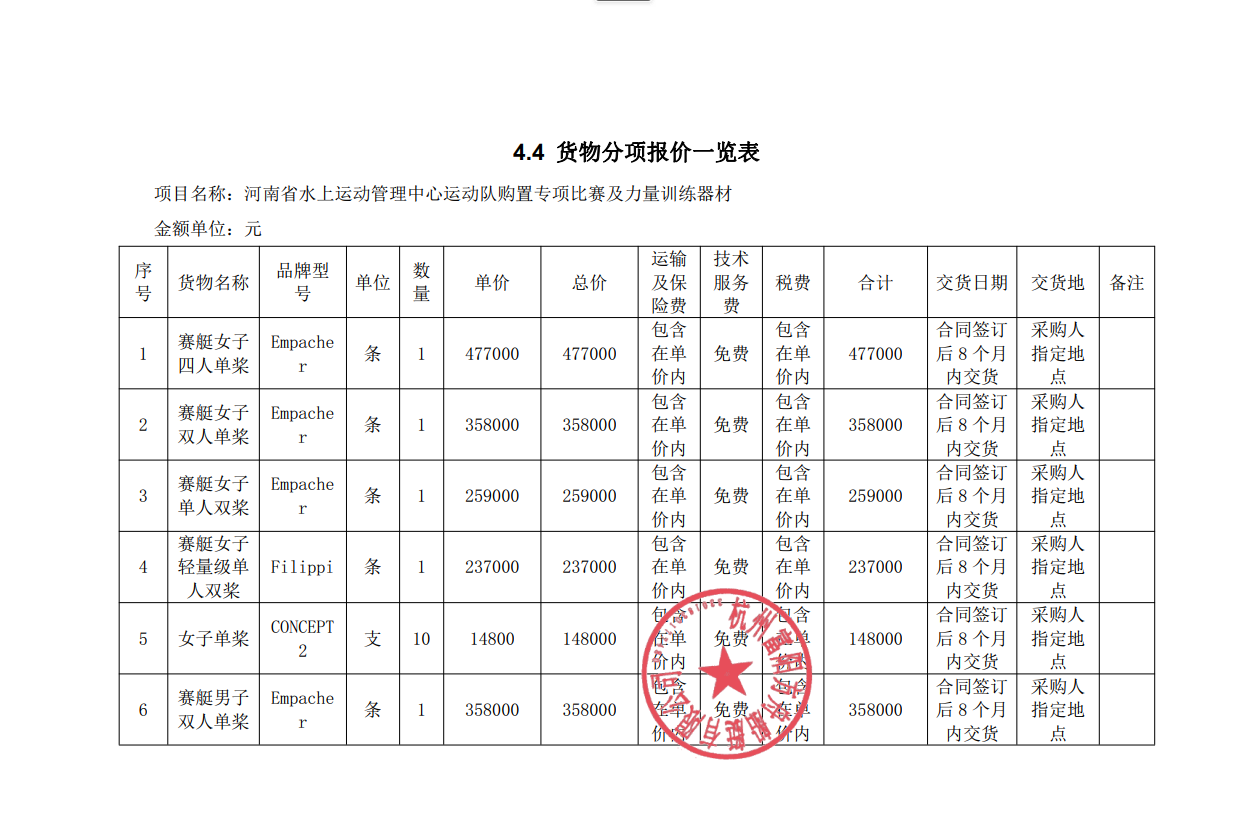 4.4 货物分项报价一览表
项目名称：河南省水上运动管理中心运动队购置专项比赛及力量训练器材
金额单位：元
序号 货物名称 品牌型号 单位 数量 单价 总价 运输及保险费 技术服务费 税费 合计 交货日期 交货地 备注
1 赛艇女子四人单桨 Empacher 条 1 477000 477000 包含在单价内 免费 包含在单价内 477000 合同签订后8个月内交货 采购人指定地点
2 赛艇女子双人单桨 Empacher 条 1 358000 358000 包含在单价内 免费 包含在单价内 358000 合同签订后8个月内交货 采购人指定地点
3 赛艇女子单人双桨 Empacher 条 1 259000 259000 包含在单价内 免费 包含在单价内 259000 合同签订后8个月内交货 采购人指定地点
4 赛艇女子轻量级单人双桨 Filippi 条 1 237000 237000 包含在单价内 免费 包含在单价内 237000 合同签订后8个月内交货 采购人指定地点
5 女子单桨 CONCEPT2 支 10 14800 148000 包含在单价内 免费 包含在单价内 148000 合同签订后8个月内交货 采购人指定地点
6 赛艇男子双人单桨 Empacher 条 1 358000 358000 包含在单价内 免费 包含在单价内 358000 合同签订后8个月内交货 采购人指定地点
杭州富阳 船艇有限公司